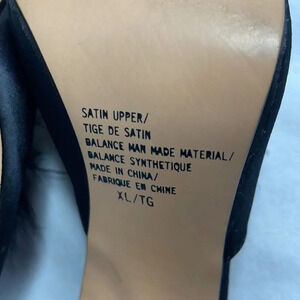 SATIN UPPER/
TIGE DE SATIN
BALANCE MAN MADE MATERIAL/
BALANCE SYNTHETIQUE
MADE IN CHINA/
FABRIQUE EN CHINE
XL/TG